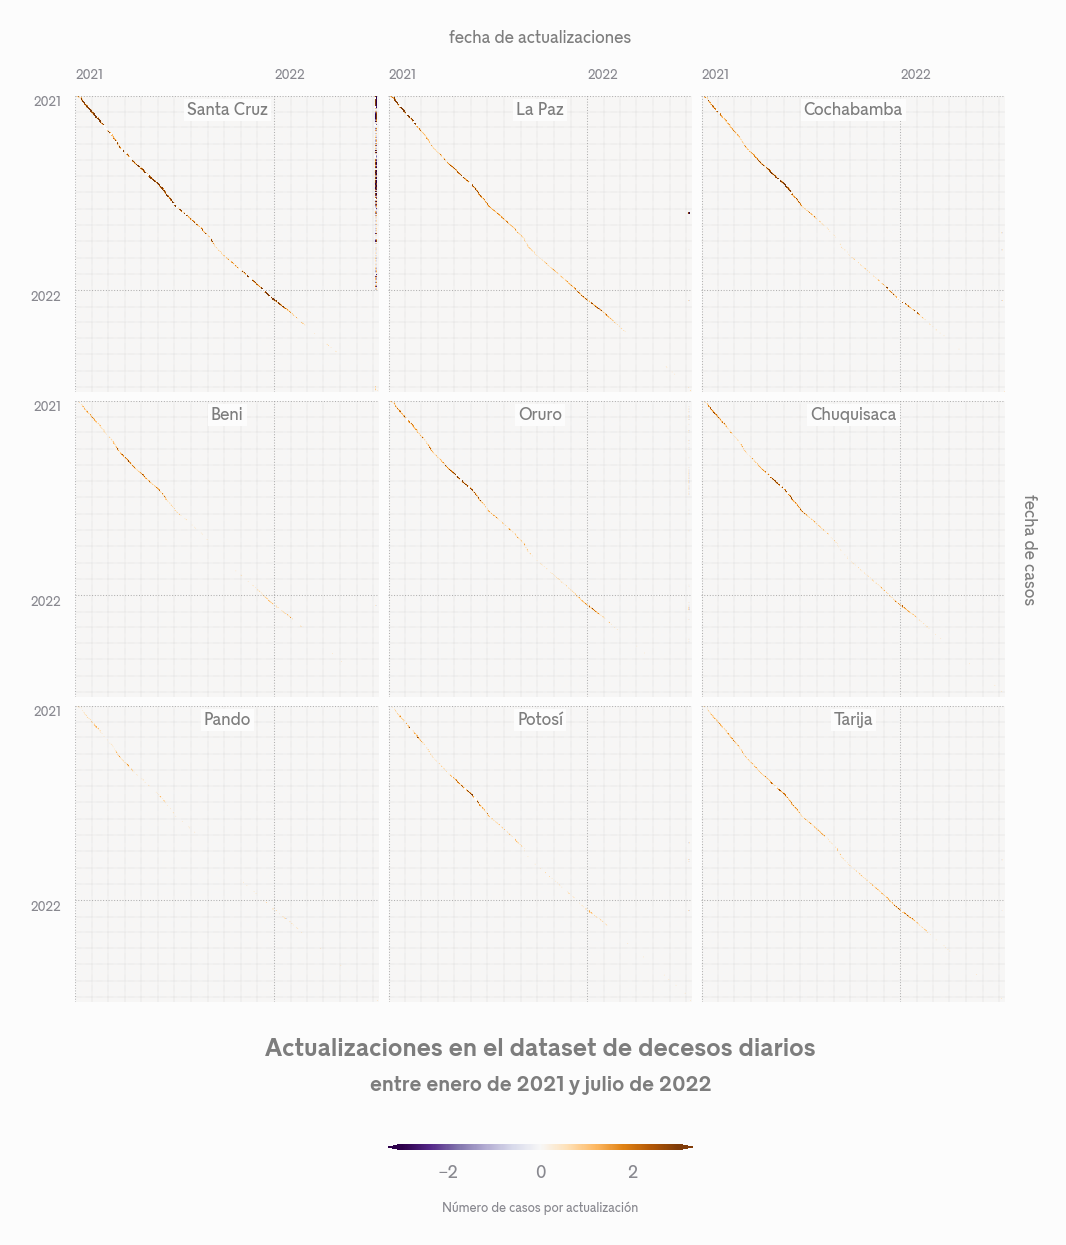 fecha de actualizaciones
2021 2022 2021 2022 2021 2022
2021
Santa Cruz La Paz Cochabamba
2022
2021
Beni Oruro Chuquisaca
fecha de casos
2022
2021
Pando Potosí Tarija
2022
Actualizaciones en el dataset de decesos diarios
entre enero de 2021 y julio de 2022
−2 0 2
Número de casos por actualización